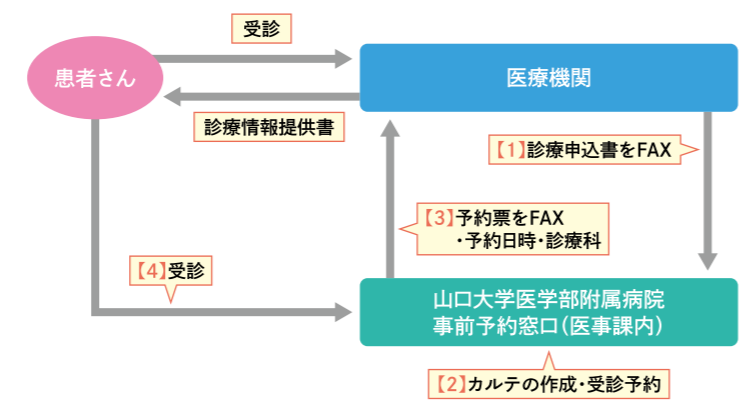 受診
患者さん
医療機関
診療情報提供書
【1】診療申込書をFAX
【3】予約票をFAX
・予約日時・診療科
【4】受診
山口大学医学部附属病院
事前予約窓口(医事課内)
【2】カルテの作成・受診予約